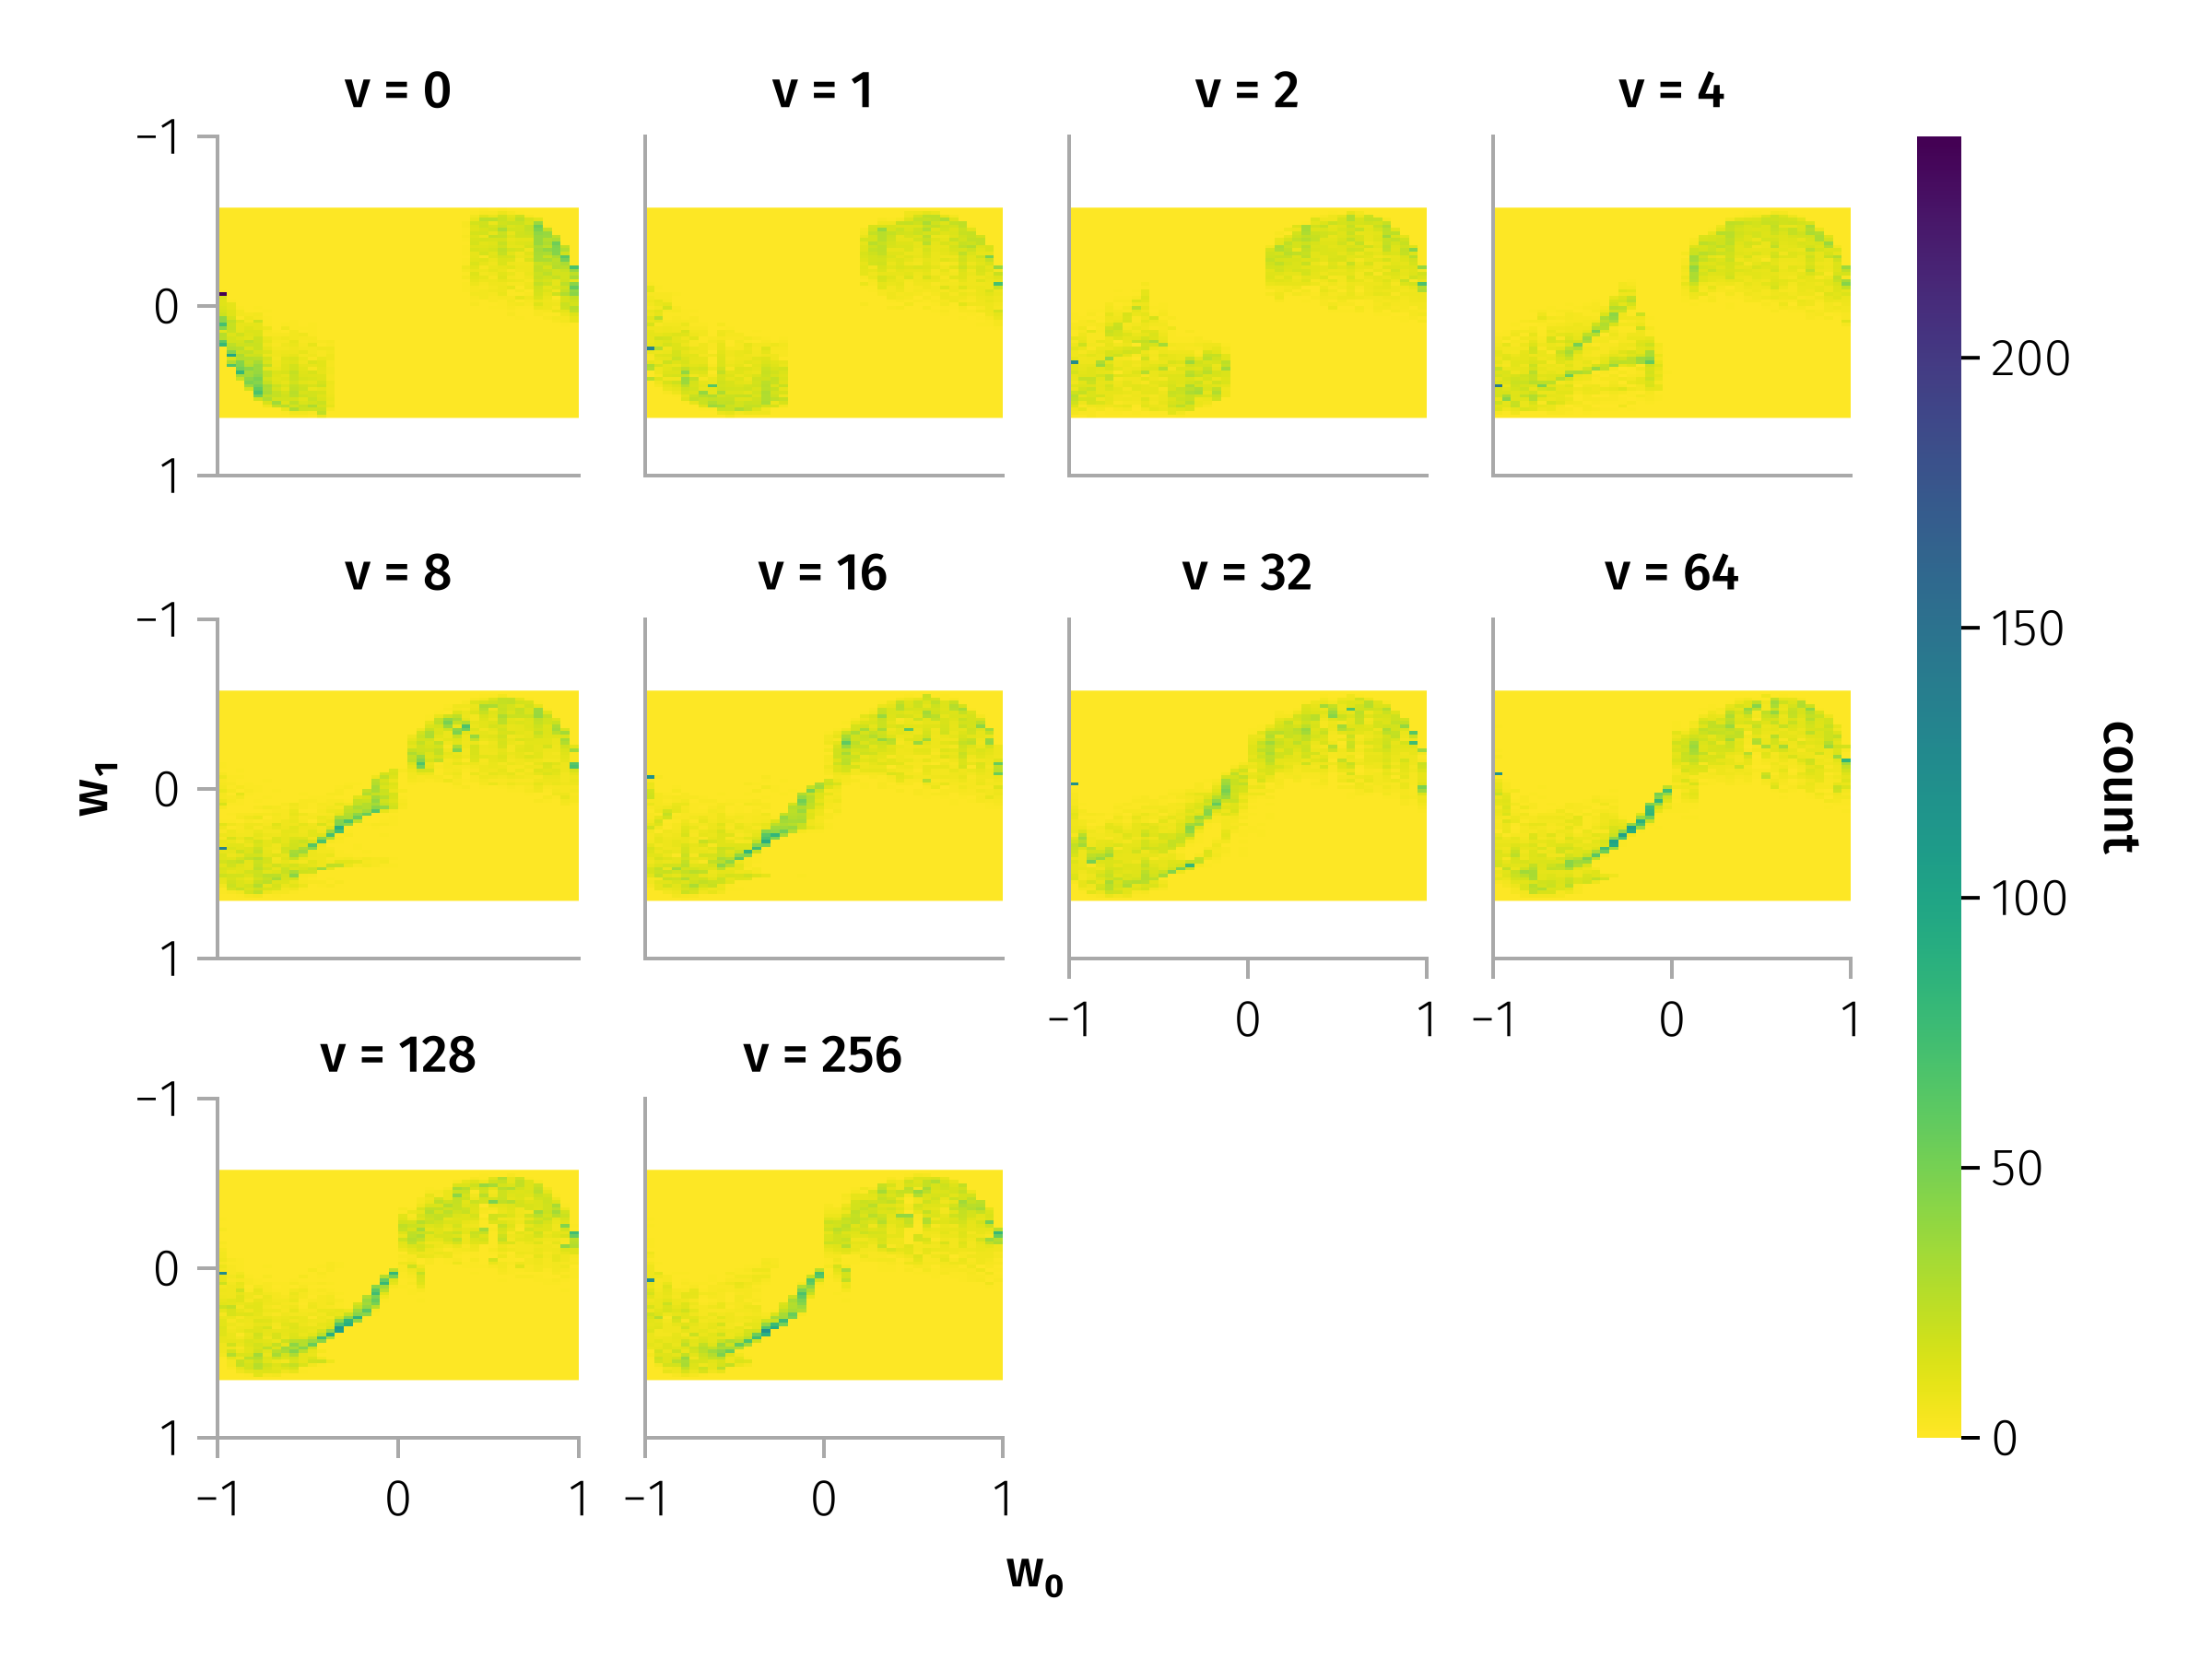 v = 0
v = 1
v = 2
v = 4
−1
0
1
200
v = 8
v = 16
v = 32
v = 64
−1
0
1
150
100
50
0
count
w₁
−1 0 1
−1 0 1
v = 128
v = 256
−1
0
1
−1 0 1
−1 0 1
w₀